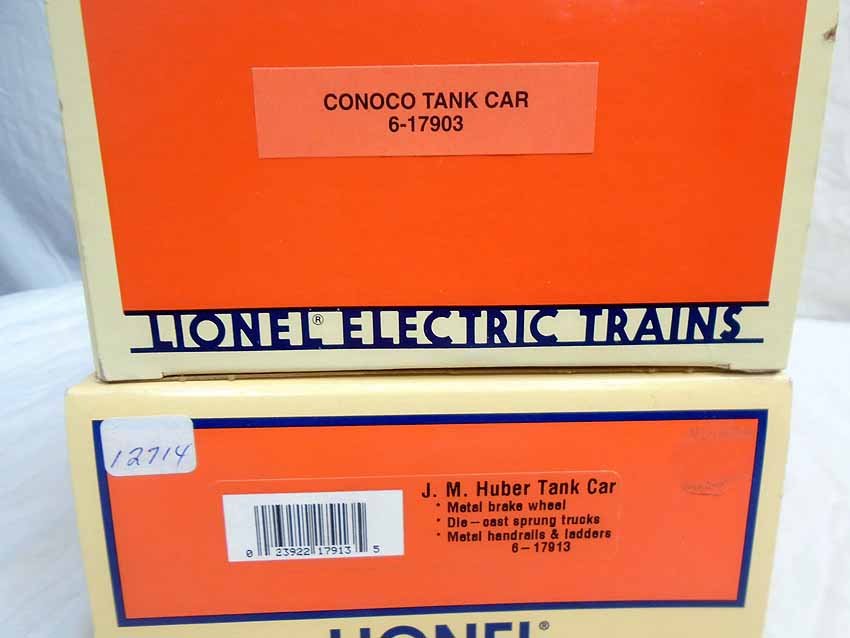 CONOCO TANK CAR
6-17903
LIONEL® ELECTRIC TRAINS
12714
J. M. Huber Tank Car
* Metal brake wheel
* Die-cast sprung trucks
* Metal handrails & ladders
6-17913
0 23922 17913 5
LIONEL®